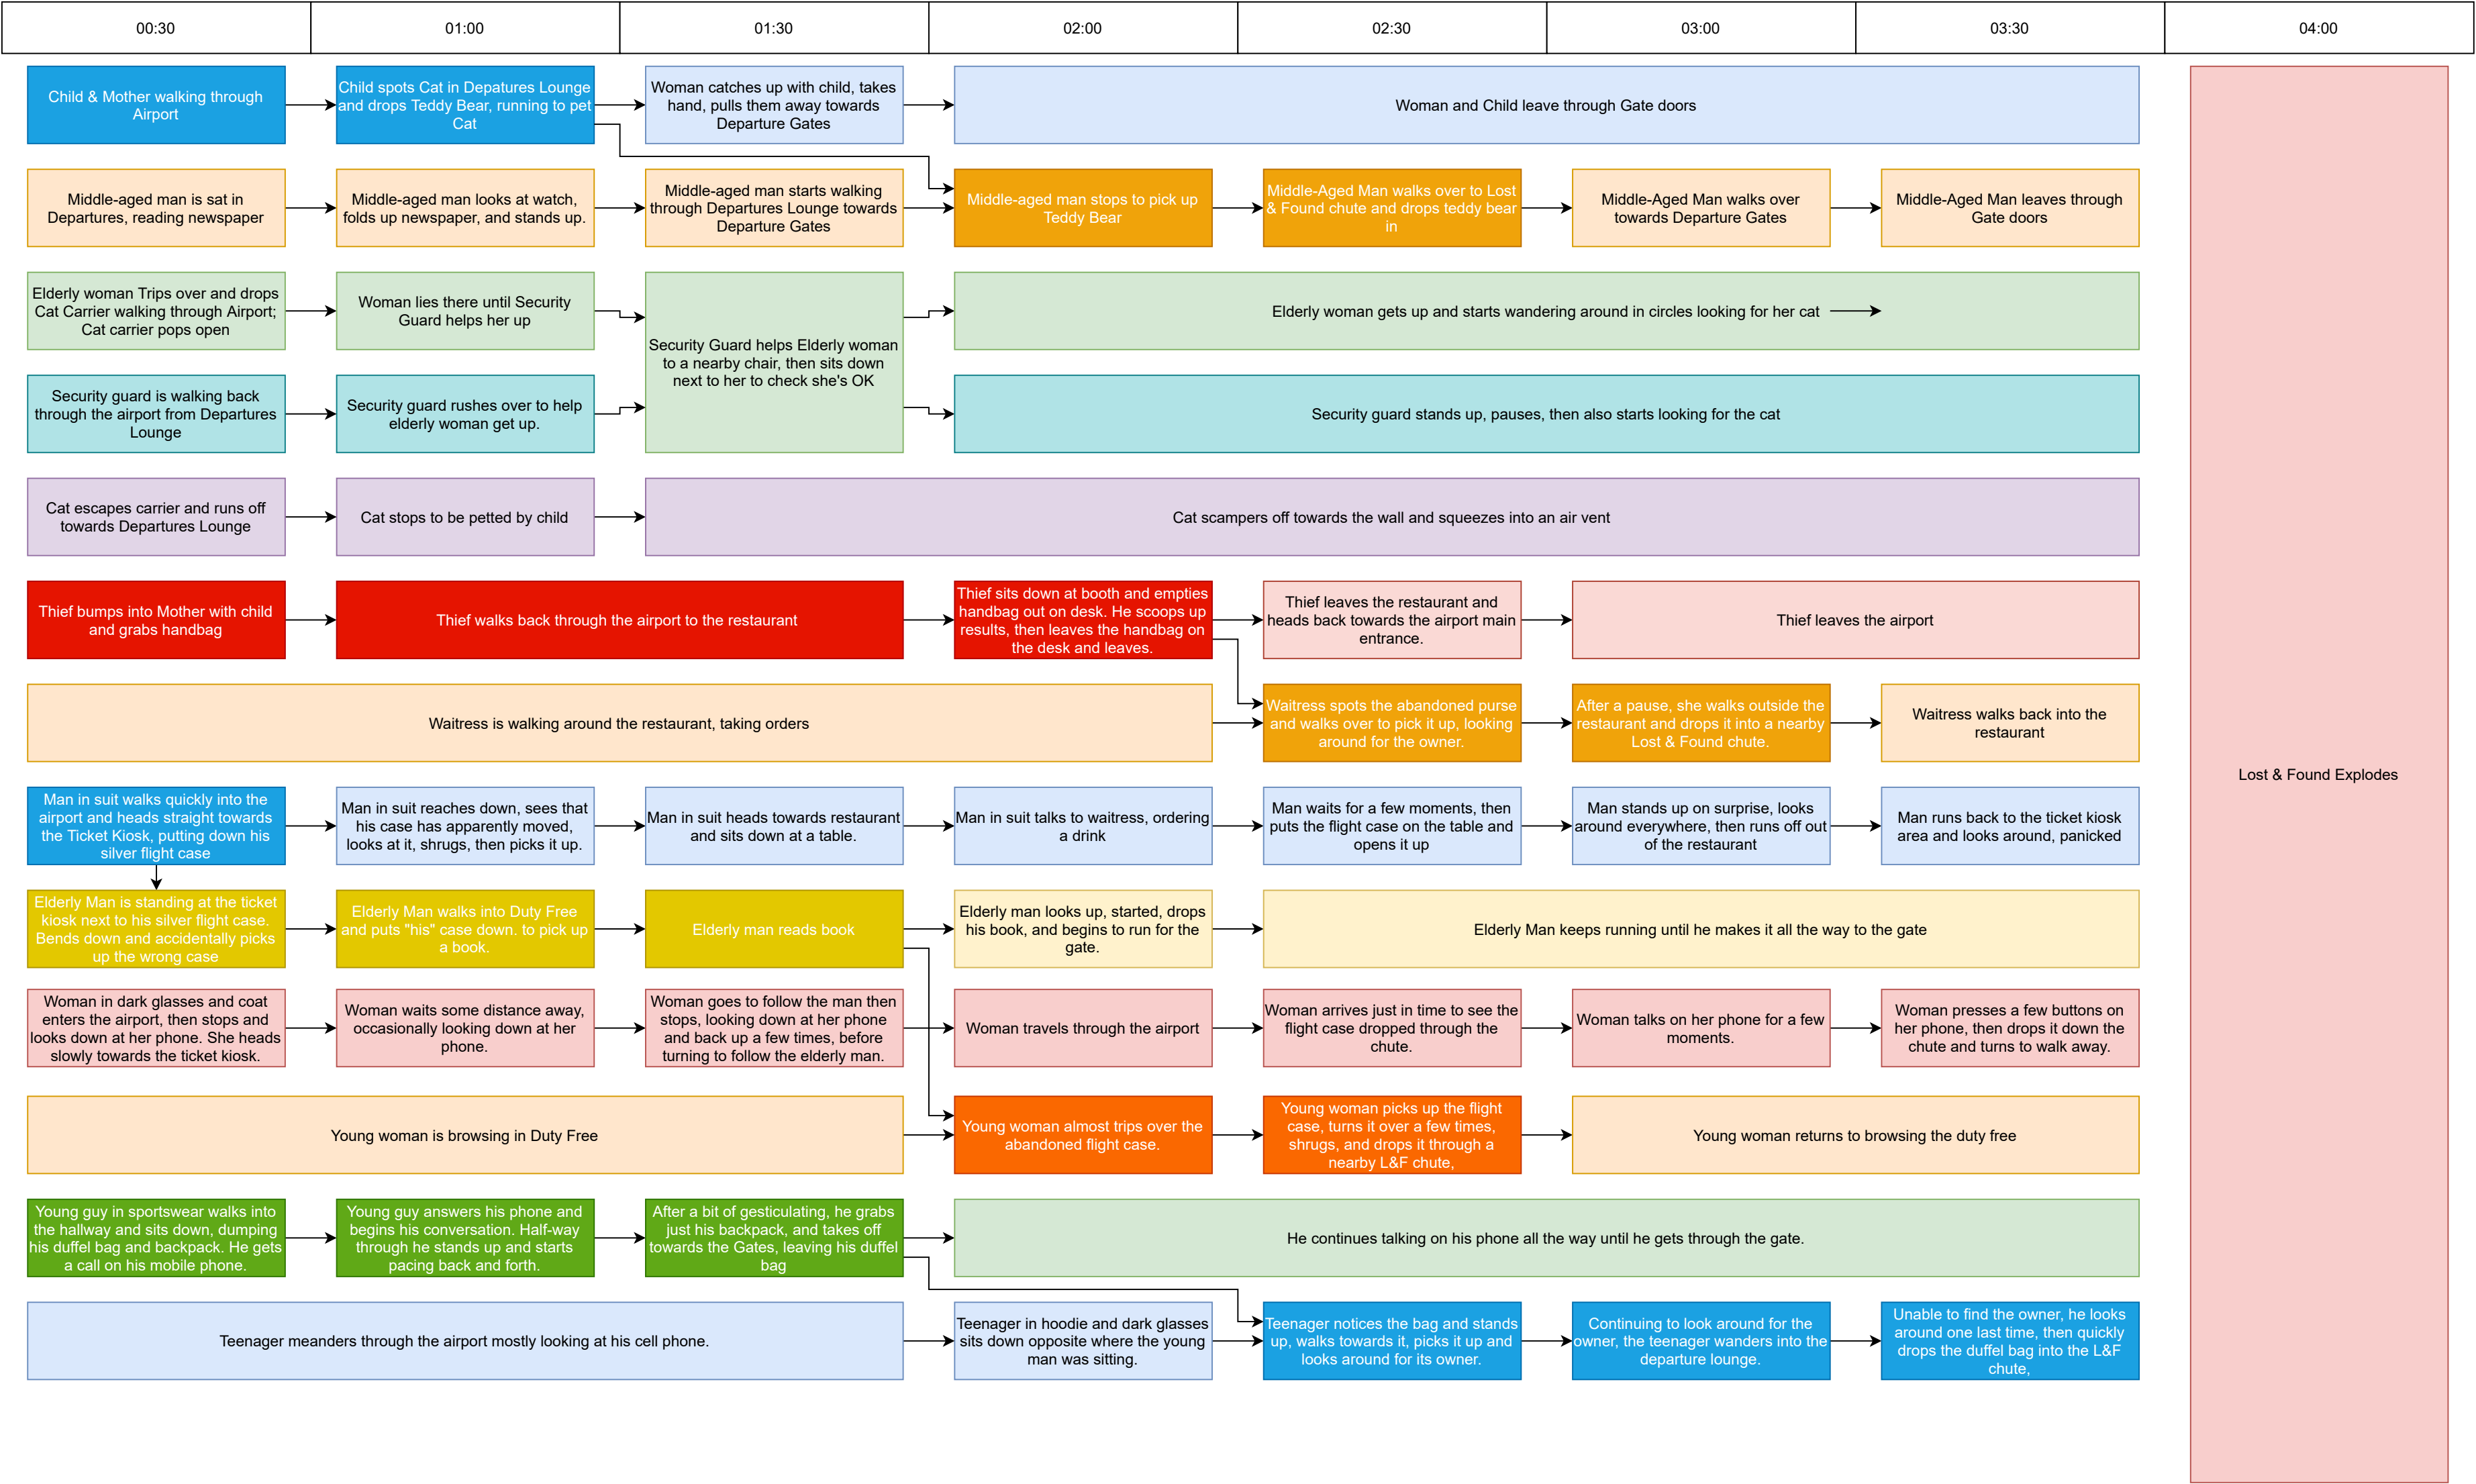 00:30
01:00
01:30
02:00
02:30
03:00
03:30
04:00
Child & Mother walking through
Airport
Child spots Cat in Depatures Lounge
and drops Teddy Bear, running to pet
Cat
Woman catches up with child, takes
hand, pulls them away towards
Departure Gates
Woman and Child leave through Gate doors
Middle-aged man is sat in
Departures, reading newspaper
Middle-aged man looks at watch,
folds up newspaper, and stands up.
Middle-aged man starts walking
through Departures Lounge towards
Departure Gates
Middle-aged man stops to pick up
Teddy Bear
Middle-Aged Man walks over to Lost
& Found chute and drops teddy bear
in
Middle-Aged Man walks over
towards Departure Gates
Middle-Aged Man leaves through
Gate doors
Elderly woman Trips over and drops
Cat Carrier walking through Airport;
Cat carrier pops open
Woman lies there until Security
Guard helps her up
Security Guard helps Elderly woman
to a nearby chair, then sits down
next to her to check she's OK
Elderly woman gets up and starts wandering around in circles looking for her cat
Security guard is walking back
through the airport from Departures
Lounge
Security guard rushes over to help
elderly woman get up.
Security guard stands up, pauses, then also starts looking for the cat
Cat escapes carrier and runs off
towards Departures Lounge
Cat stops to be petted by child
Cat scampers off towards the wall and squeezes into an air vent
Thief bumps into Mother with child
and grabs handbag
Thief walks back through the airport to the restaurant
Thief sits down at booth and empties
handbag out on desk. He scoops up
results, then leaves the handbag on
the desk and leaves.
Thief leaves the restaurant and
heads back towards the airport main
entrance.
Thief leaves the airport
Waitress is walking around the restaurant, taking orders
Waitress spots the abandoned purse
and walks over to pick it up, looking
around for the owner.
After a pause, she walks outside the
restaurant and drops it into a nearby
Lost & Found chute.
Waitress walks back into the
restaurant
Lost & Found Explodes
Man in suit walks quickly into the
airport and heads straight towards
the Ticket Kiosk, putting down his
silver flight case
Man in suit reaches down, sees that
his case has apparently moved,
looks at it, shrugs, then picks it up.
Man in suit heads towards restaurant
and sits down at a table.
Man in suit talks to waitress, ordering
a drink
Man waits for a few moments, then
puts the flight case on the table and
opens it up
Man stands up on surprise, looks
around everywhere, then runs off out
of the restaurant
Man runs back to the ticket kiosk
area and looks around, panicked
Elderly Man is standing at the ticket
kiosk next to his silver flight case.
Bends down and accidentally picks
up the wrong case
Elderly Man walks into Duty Free
and puts "his" case down. to pick up
a book.
Elderly man reads book
Elderly man looks up, started, drops
his book, and begins to run for the
gate.
Elderly Man keeps running until he makes it all the way to the gate
Woman in dark glasses and coat
enters the airport, then stops and
looks down at her phone. She heads
slowly towards the ticket kiosk.
Woman waits some distance away,
occasionally looking down at her
phone.
Woman goes to follow the man then
stops, looking down at her phone
and back up a few times, before
turning to follow the elderly man.
Woman travels through the airport
Woman arrives just in time to see the
flight case dropped through the
chute.
Woman talks on her phone for a few
moments.
Woman presses a few buttons on
her phone, then drops it down the
chute and turns to walk away.
Young woman is browsing in Duty Free
Young woman almost trips over the
abandoned flight case.
Young woman picks up the flight
case, turns it over a few times,
shrugs, and drops it through a
nearby L&F chute,
Young woman returns to browsing the duty free
Young guy in sportswear walks into
the hallway and sits down, dumping
his duffel bag and backpack. He gets
a call on his mobile phone.
Young guy answers his phone and
begins his conversation. Half-way
through he stands up and starts
pacing back and forth.
After a bit of gesticulating, he grabs
just his backpack, and takes off
towards the Gates, leaving his duffel
bag
He continues talking on his phone all the way until he gets through the gate.
Teenager meanders through the airport mostly looking at his cell phone.
Teenager in hoodie and dark glasses
sits down opposite where the young
man was sitting.
Teenager notices the bag and stands
up, walks towards it, picks it up and
looks around for its owner.
Continuing to look around for the
owner, the teenager wanders into the
departure lounge.
Unable to find the owner, he looks
around one last time, then quickly
drops the duffel bag into the L&F
chute,